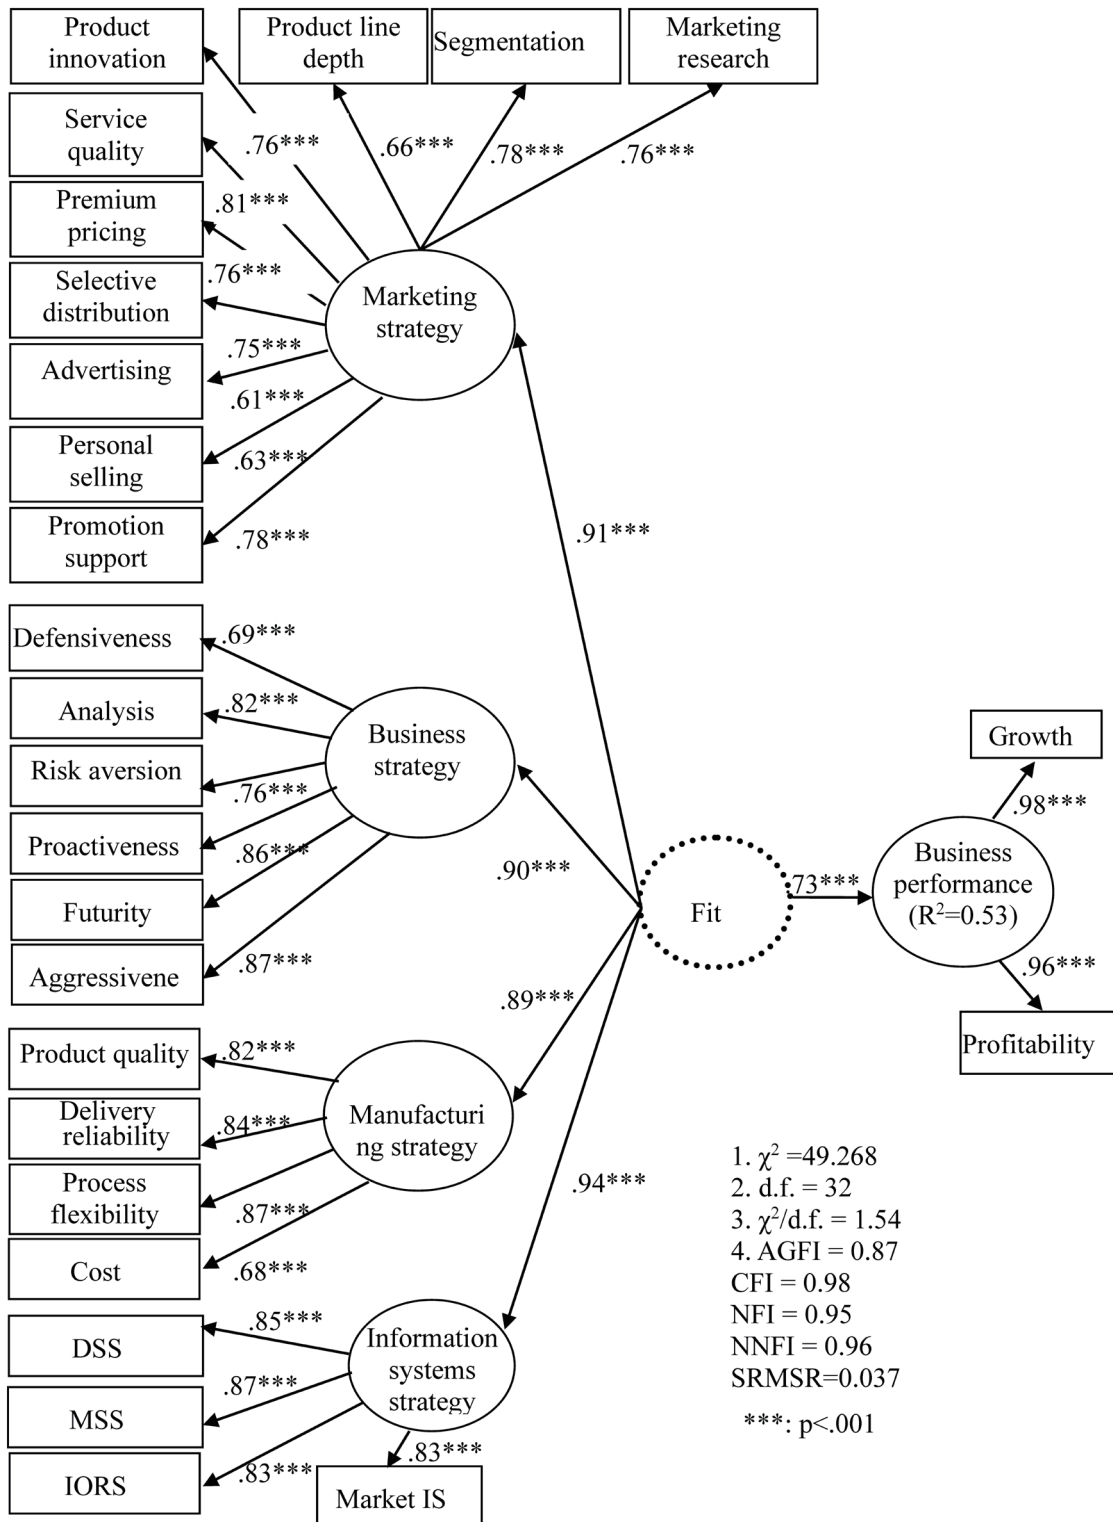 Product
innovation
Product line
depth
Segmentation
Marketing
research
Service
quality
.76***
.66***
.78***
.76***
Premium
pricing
.81***
Selective
distribution
.76***
Marketing
strategy
Advertising
.75***
.61***
Personal
selling
.63***
Promotion
support
.78***
.91***
Defensiveness
.69***
Analysis
.82***
Business
strategy
Risk aversion
.76***
Proactiveness
.86***
Futurity
Aggressivene
.87***
.90***
Fit
.73***
Growth
.98***
Business
performance
(R²=0.53)
.96***
Profitability
.89***
Product quality
.82***
Delivery
reliability
.84***
Manufacturi
ng strategy
Process
flexibility
.87***
Cost
.68***
.94***
DSS
.85***
Information
systems
strategy
MSS
.87***
IORS
.83***
.83***
Market IS
1. χ² =49.268
2. d.f. = 32
3. χ²/d.f. = 1.54
4. AGFI = 0.87
CFI = 0.98
NFI = 0.95
NNFI = 0.96
SRMSR=0.037
***: p<.001